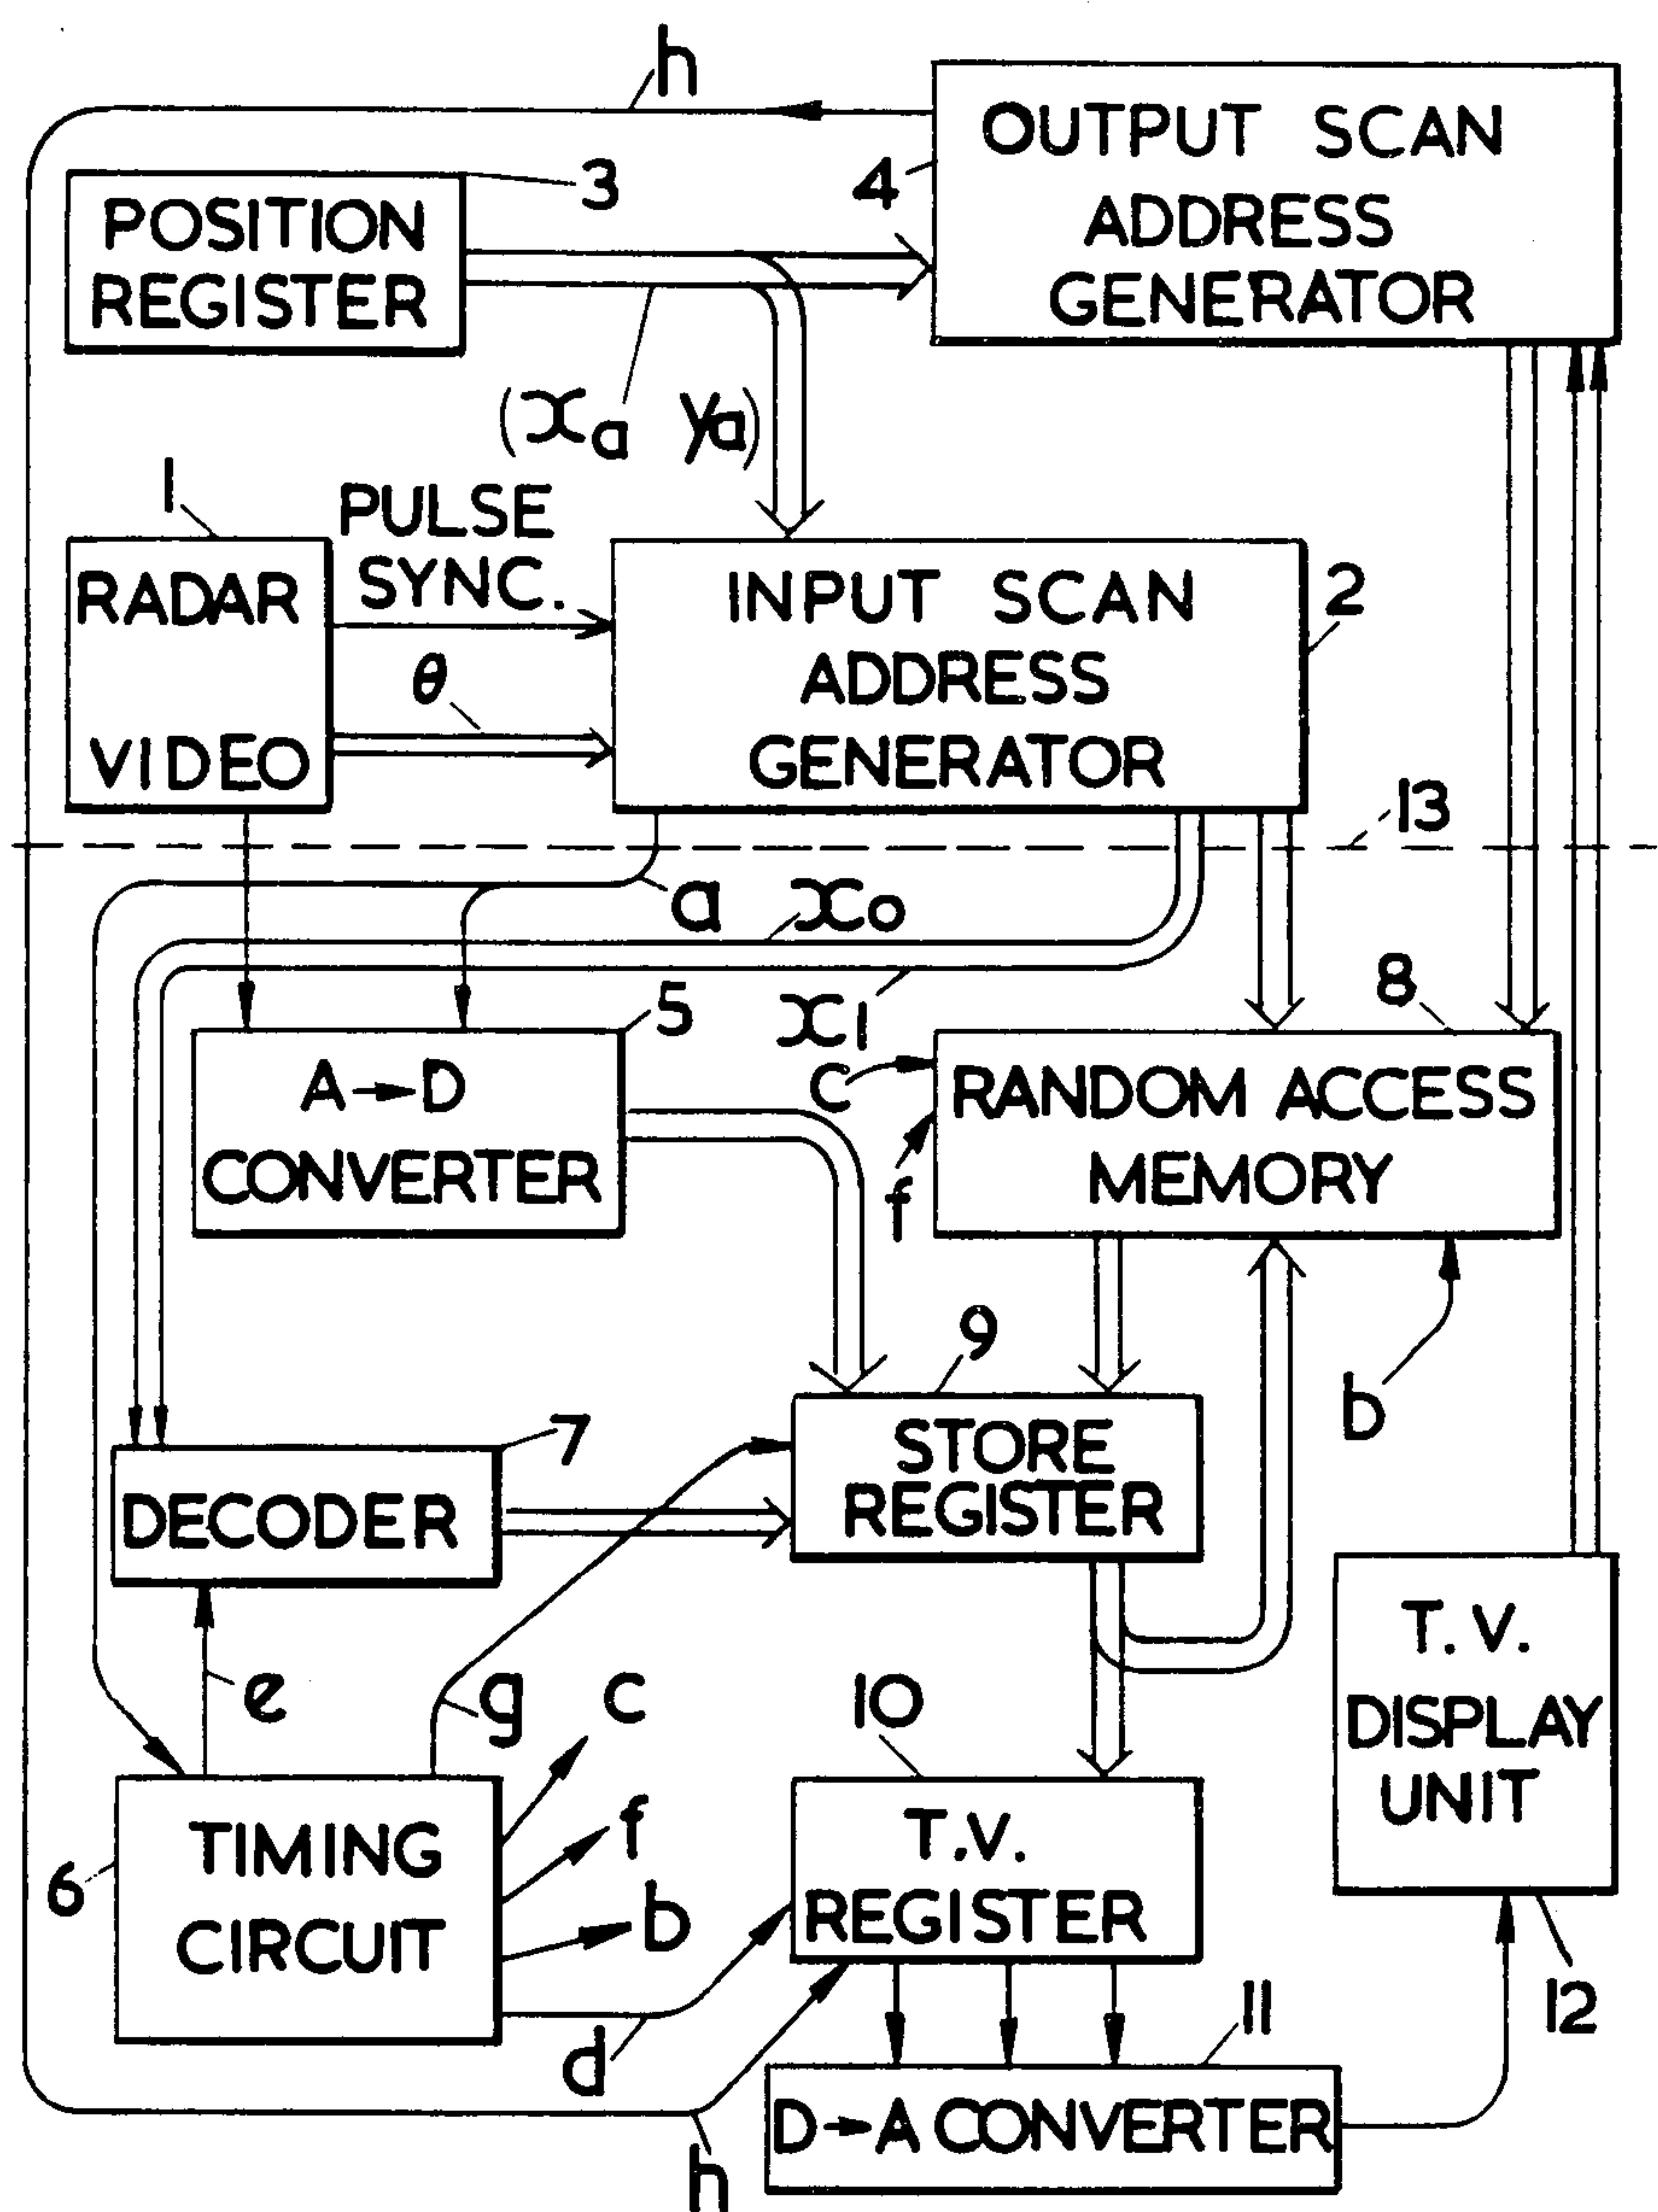 h
OUTPUT SCAN
ADDRESS
GENERATOR
4
3
POSITION
REGISTER
(xa ya)
1
PULSE
SYNC.
RADAR
VIDEO
θ
INPUT SCAN
ADDRESS
GENERATOR
2
13
a
x0
x1
5
A→D
CONVERTER
8
c
f
RANDOM ACCESS
MEMORY
b
9
STORE
REGISTER
7
DECODER
e
g
c
f
b
d
6
TIMING
CIRCUIT
10
T.V.
REGISTER
T. V.
DISPLAY
UNIT
12
11
D→A CONVERTER
h